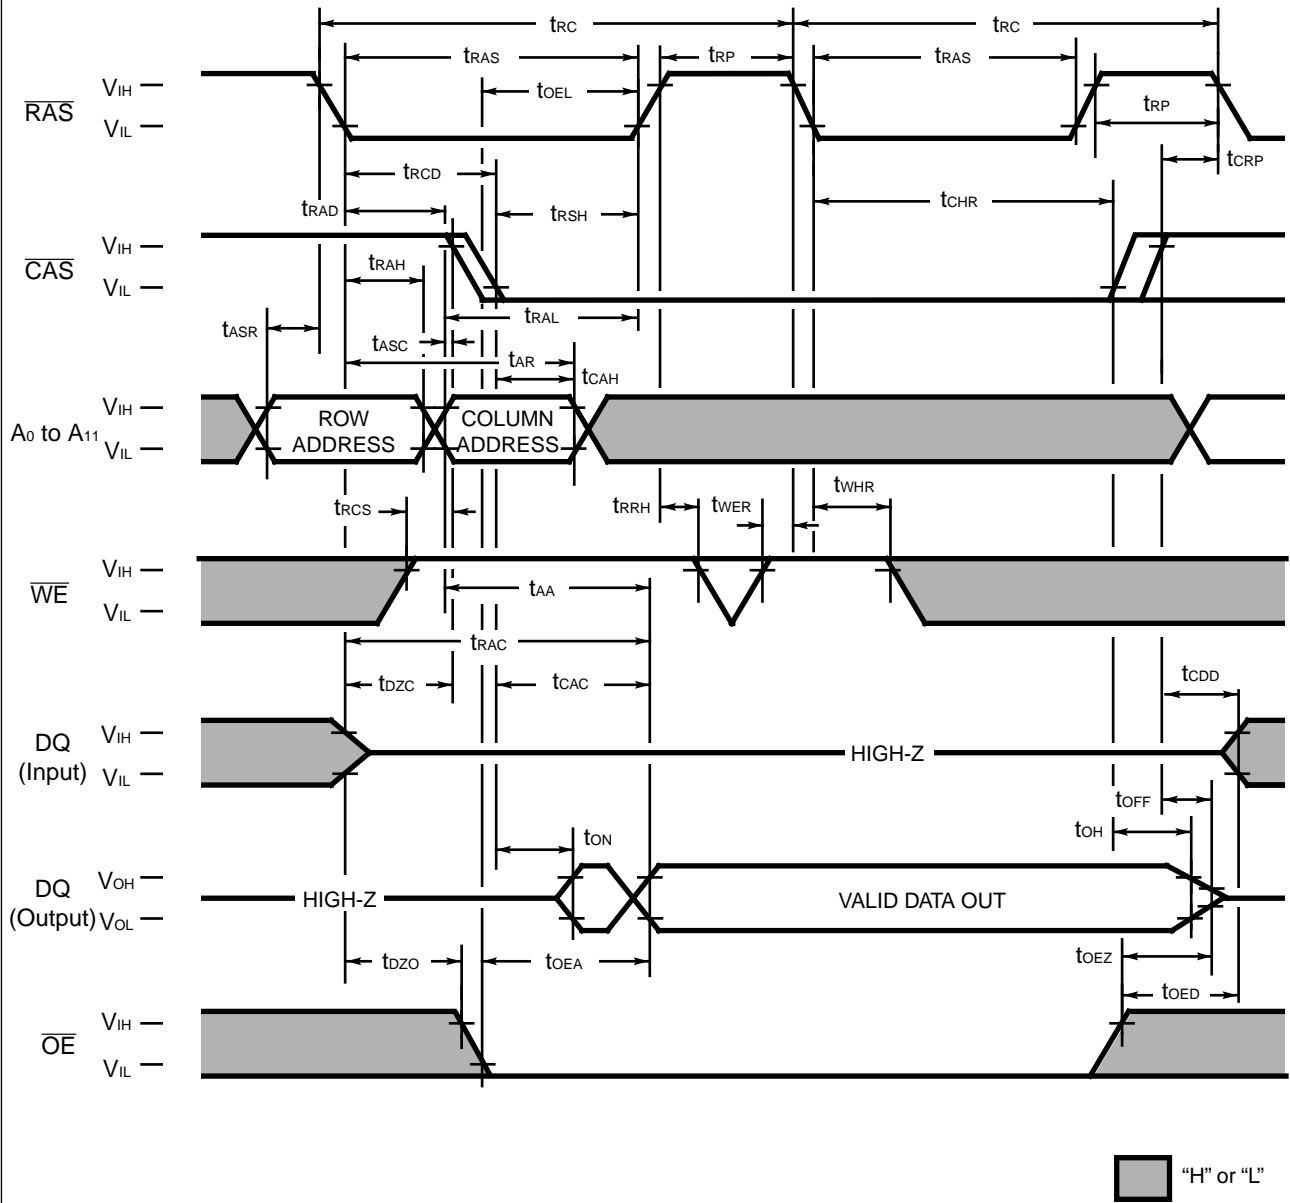 tRC tRC
tRAS tRP tRAS
tOEL
tRP
RAS VIH
VIL
tCRP
tRCD
tRAD tRSH tCHR
CAS VIH
VIL
tRAH
tASR tRAL
tASC tAR
tCAH
A0 to A11 VIH
VIL
ROW
ADDRESS
COLUMN
ADDRESS
tRCS tRRH tWER tWHR
WE VIH
VIL
tAA
tRAC
tDZC tCAC tCDD
DQ
(Input)
VIH
VIL
HIGH-Z
tOFF
tON tOH
DQ
(Output)
VOH
VOL
HIGH-Z VALID DATA OUT
tDZO tOEA tOEZ
tOED
OE VIH
VIL
“H” or “L”